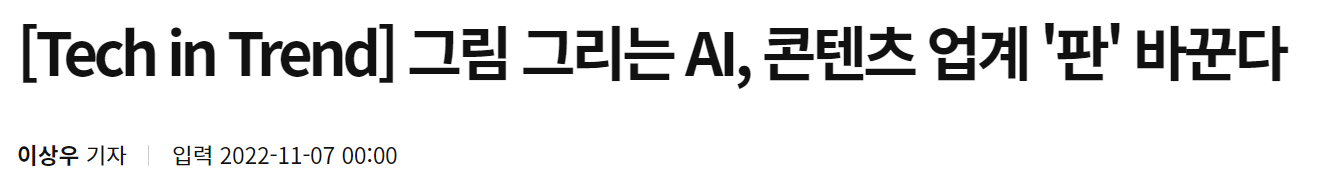 [Tech in Trend] 그림 그리는 AI, 콘텐츠 업계 '판' 바꾼다
이상우 기자 | 입력 2022-11-07 00:00